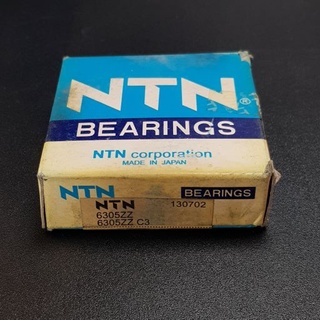 NTN®
BEARINGS
NTN corporation
MADE IN JAPAN
NTN BEARINGS
NTN 130702
6305ZZ
6305ZZ C3